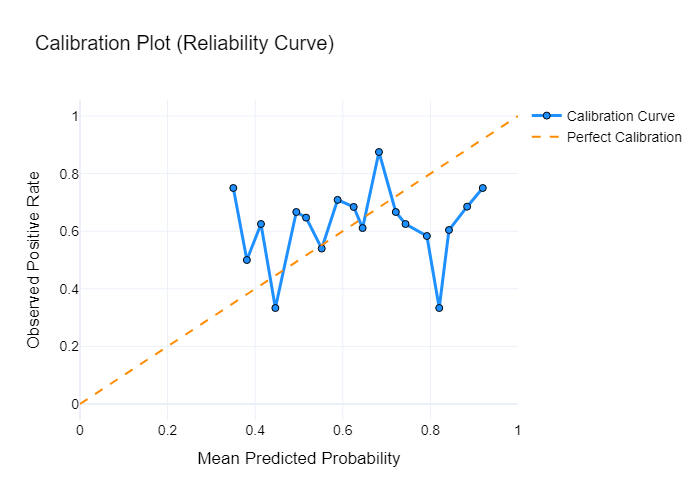 Calibration Plot (Reliability Curve)
Calibration Curve
Perfect Calibration
Observed Positive Rate
1
0.8
0.6
0.4
0.2
0
0
0.2
0.4
0.6
0.8
1
Mean Predicted Probability